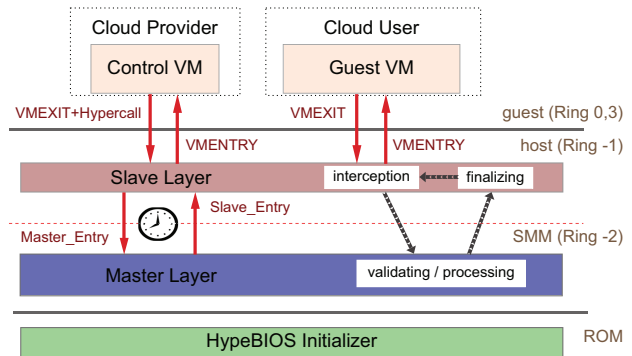 Cloud Provider
Cloud User
Control VM
Guest VM
VMEXIT+Hypercall
VMEXIT
guest (Ring 0,3)
VMENTRY
VMENTRY
host (Ring -1)
Slave Layer
interception
finalizing
Slave_Entry
Master_Entry
SMM (Ring -2)
Master Layer
validating / processing
HypeBIOS Initializer
ROM